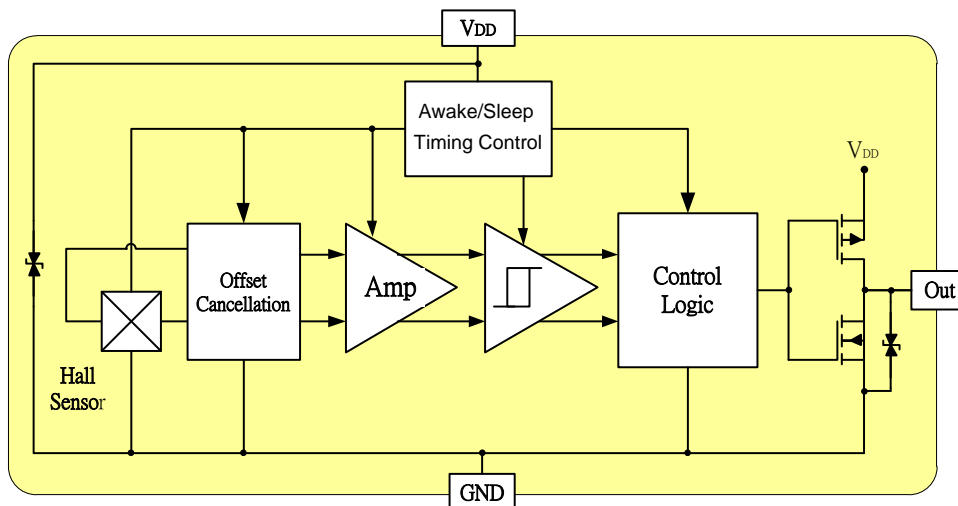 VDD
Awake/Sleep
Timing Control
VDD
Offset
Cancellation
Amp
Control
Logic
Out
Hall
Sensor
GND